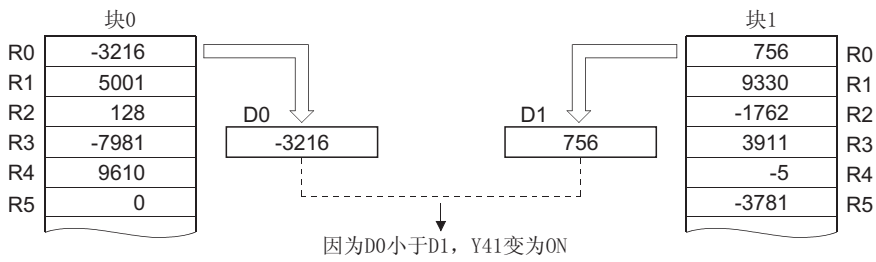 块0 块1
R0 -3216 756 R0
R1 5001 9330 R1
R2 128 D0 D1 -1762 R2
R3 -7981 -3216 756 3911 R3
R4 9610 -5 R4
R5 0 -3781 R5
因为D0小于D1，Y41变为ON